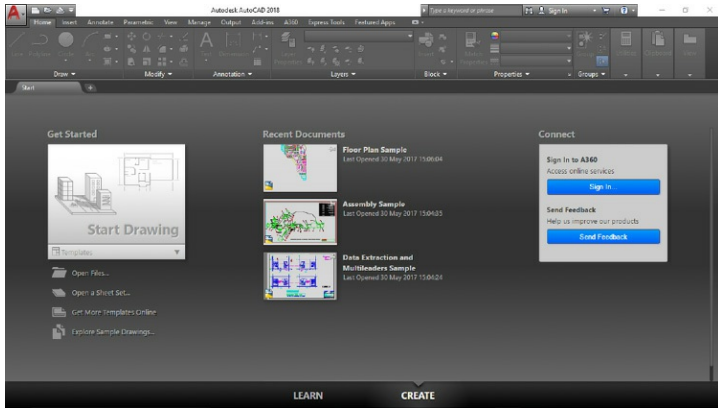 Autodesk AutoCAD 2018
Type a keyword or phrase
Sign In
Home Insert Annotate Parametric View Manage Output Add-ins A360 Express Tools Featured Apps
Draw Modify Annotation Layers Block Properties Groups
Start
Get Started
Start Drawing
Templates
Open Files...
Open a Sheet Set...
Get More Templates Online
Explore Sample Drawings...
Recent Documents
Floor Plan Sample
Last Opened 30 May 2017 15:06:04
Assembly Sample
Last Opened 30 May 2017 15:04:35
Data Extraction and
Multileaders Sample
Last Opened 30 May 2017 15:04:24
Connect
Sign In to A360
Access online services
Sign In...
Send Feedback
Help us improve our products
Send Feedback
LEARN CREATE